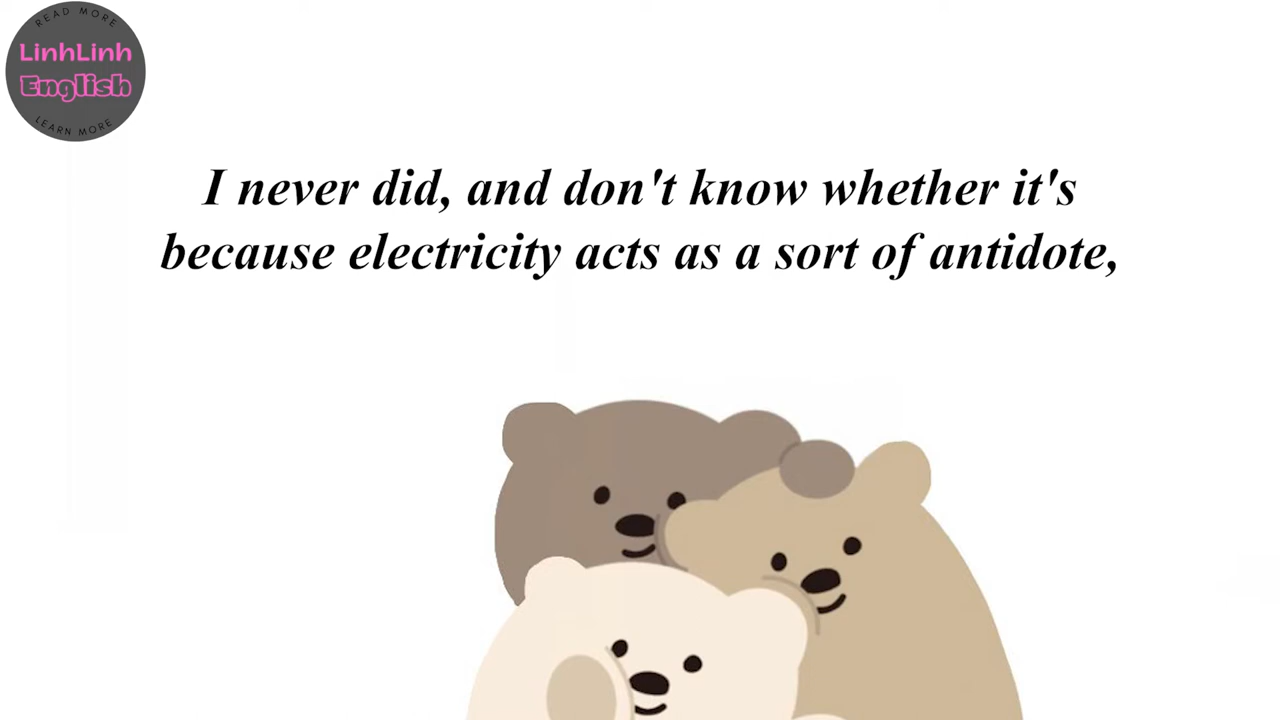 READ MORE
LinhLinh
English
LEARN MORE
I never did, and don't know whether it's
because electricity acts as a sort of antidote,